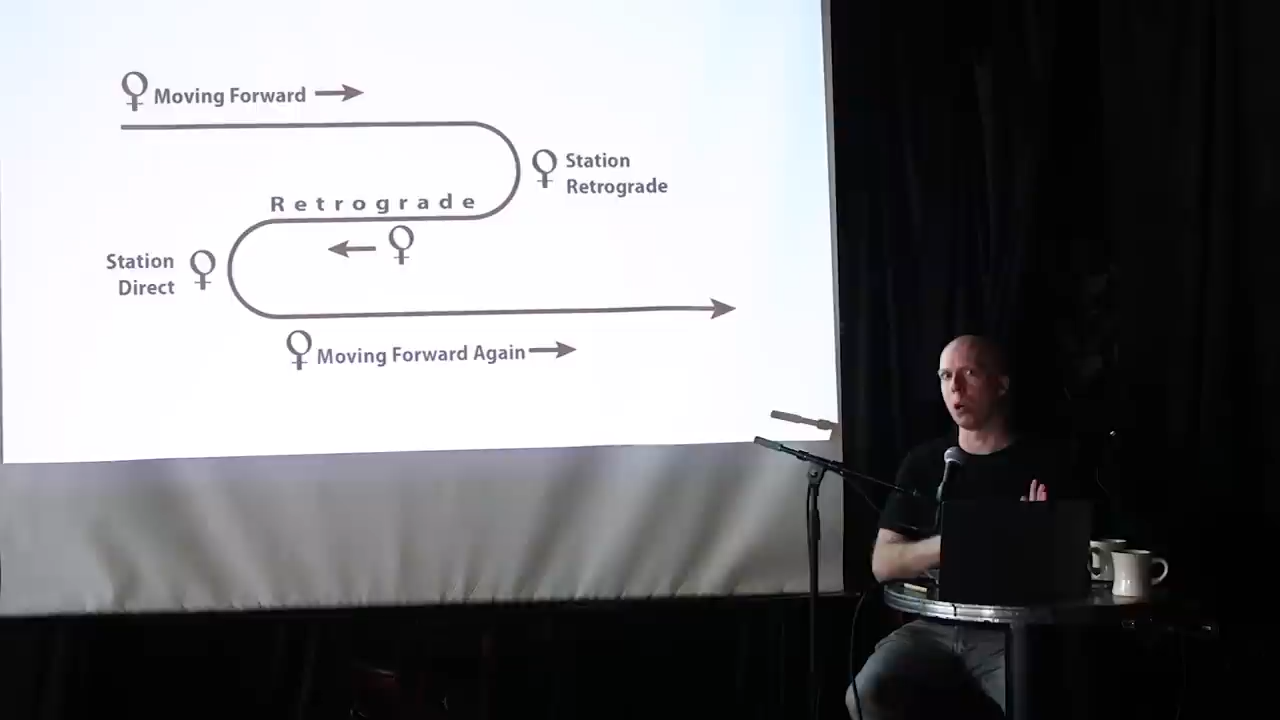 Moving Forward
Station
Retrograde
Retrograde
Station
Direct
Moving Forward Again